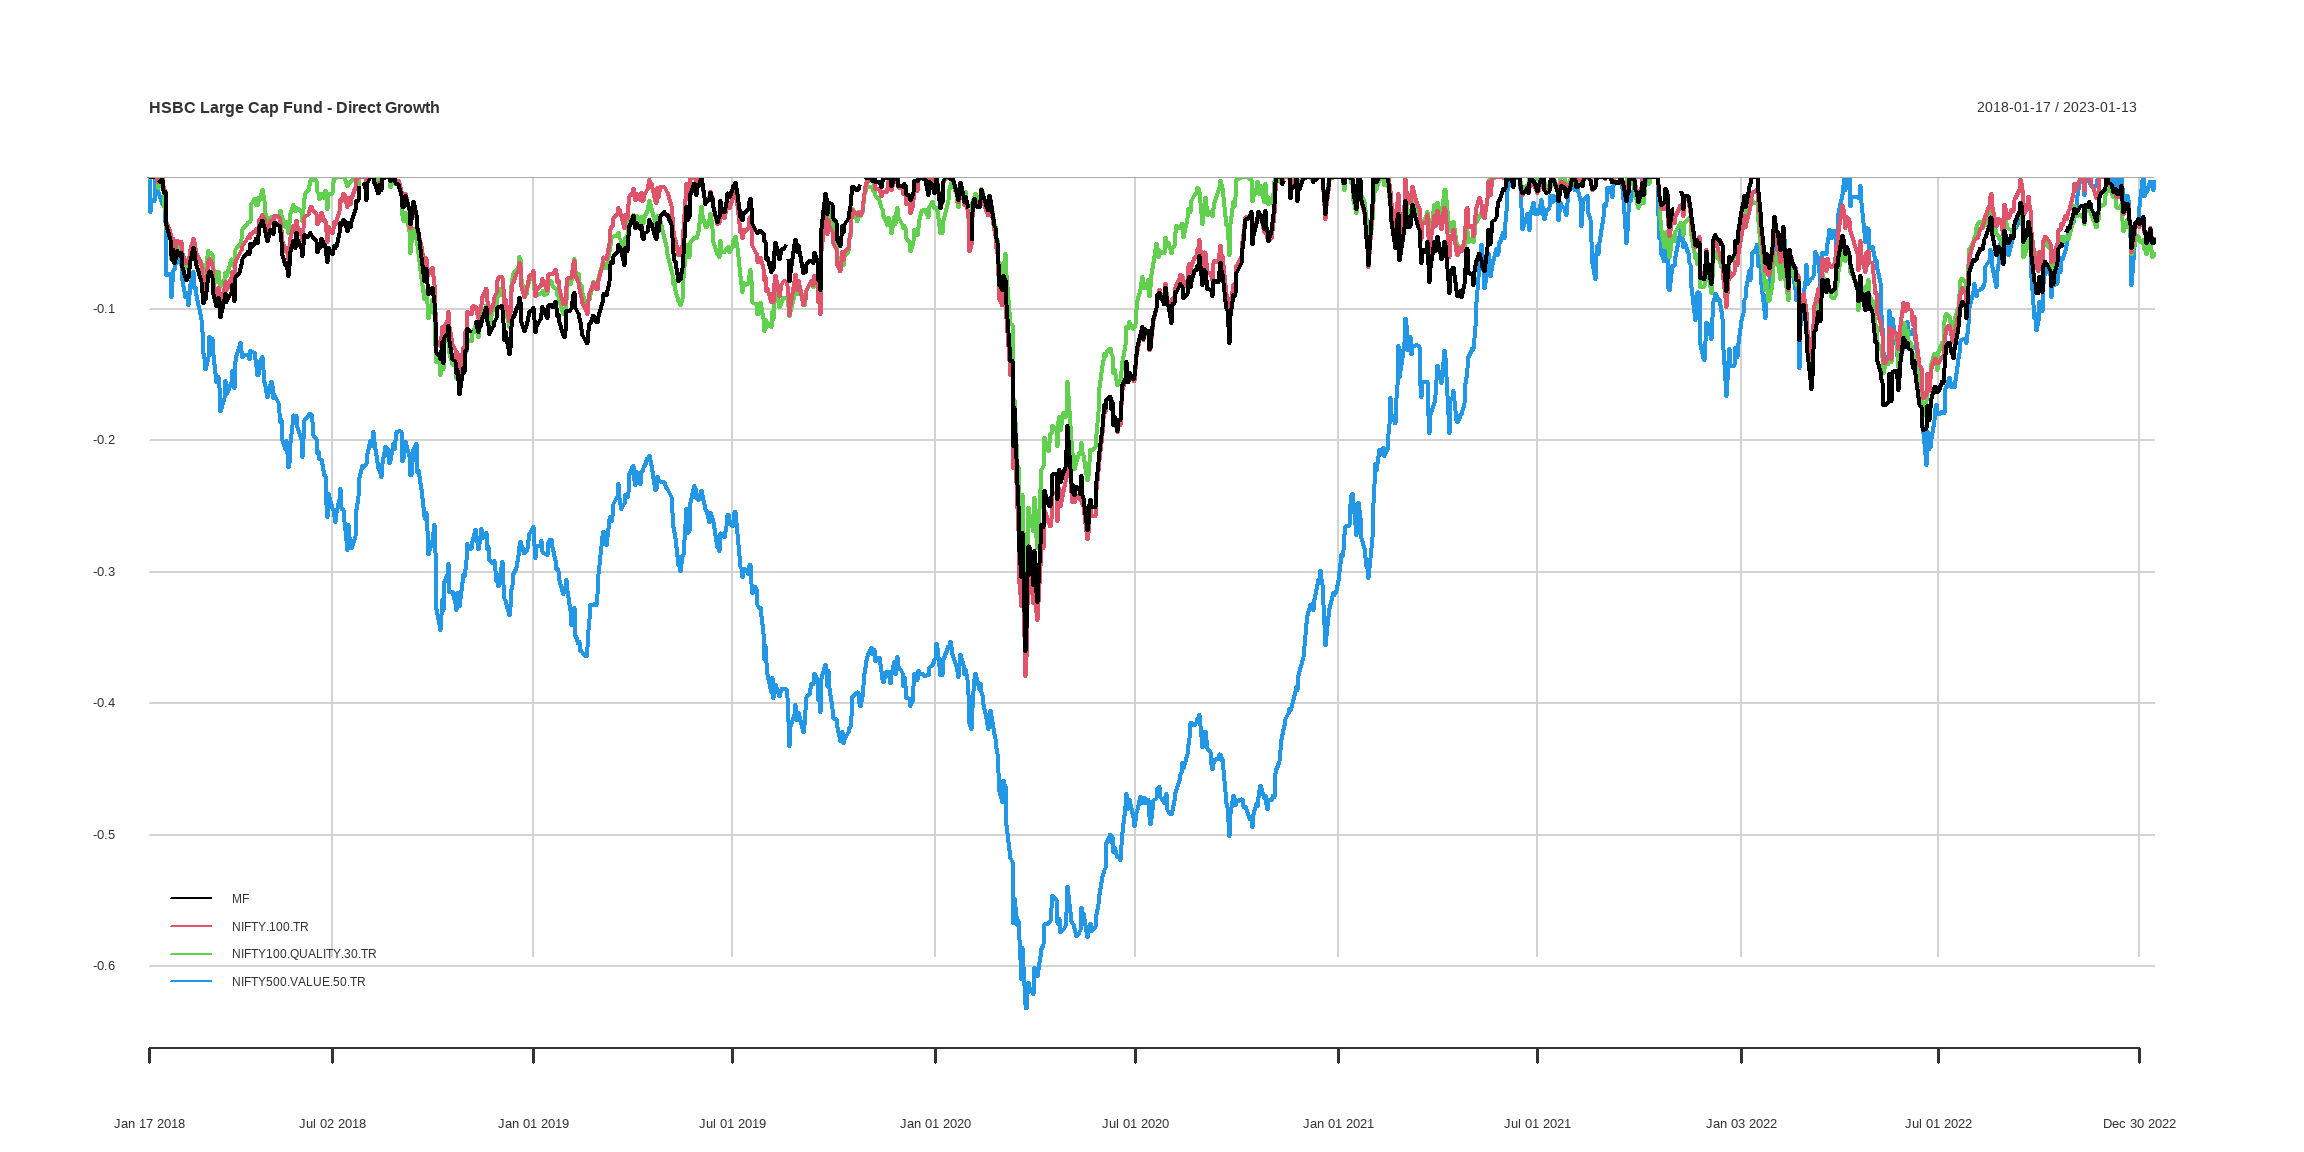 HSBC Large Cap Fund - Direct Growth
2018-01-17 / 2023-01-13
-0.1
-0.2
-0.3
-0.4
-0.5
-0.6
MF
NIFTY.100.TR
NIFTY100.QUALITY.30.TR
NIFTY500.VALUE.50.TR
Jan 17 2018
Jul 02 2018
Jan 01 2019
Jul 01 2019
Jan 01 2020
Jul 01 2020
Jan 01 2021
Jul 01 2021
Jan 03 2022
Jul 01 2022
Dec 30 2022